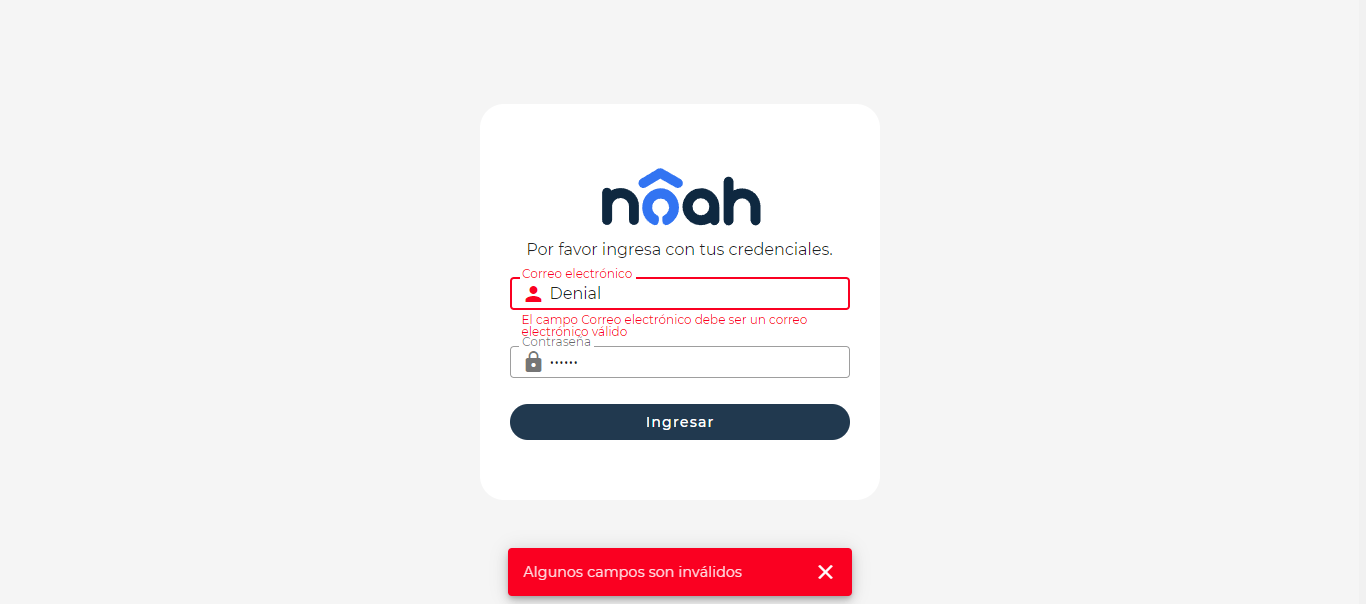 nôah
Por favor ingresa con tus credenciales.
Correo electrónico
Denial
El campo Correo electrónico debe ser un correo
electrónico válido
Contraseña
••••••
Ingresar
Algunos campos son inválidos